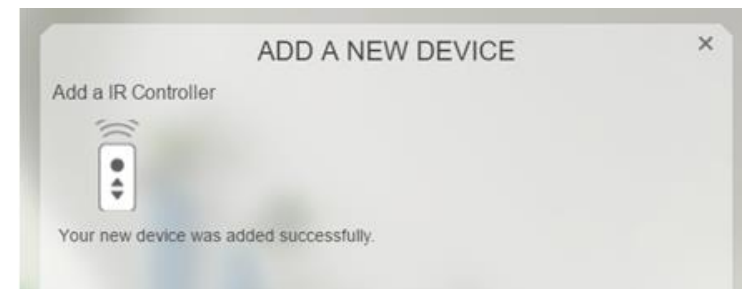 ADD A NEW DEVICE
Add a IR Controller
Your new device was added successfully.